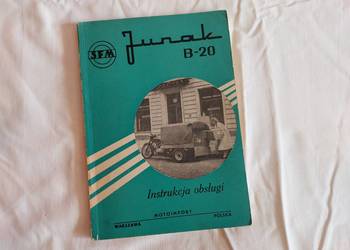 SFM
Junak
B-20
Instrukcja obsługi
MOTOIMPORT
WARSZAWA POLSKA